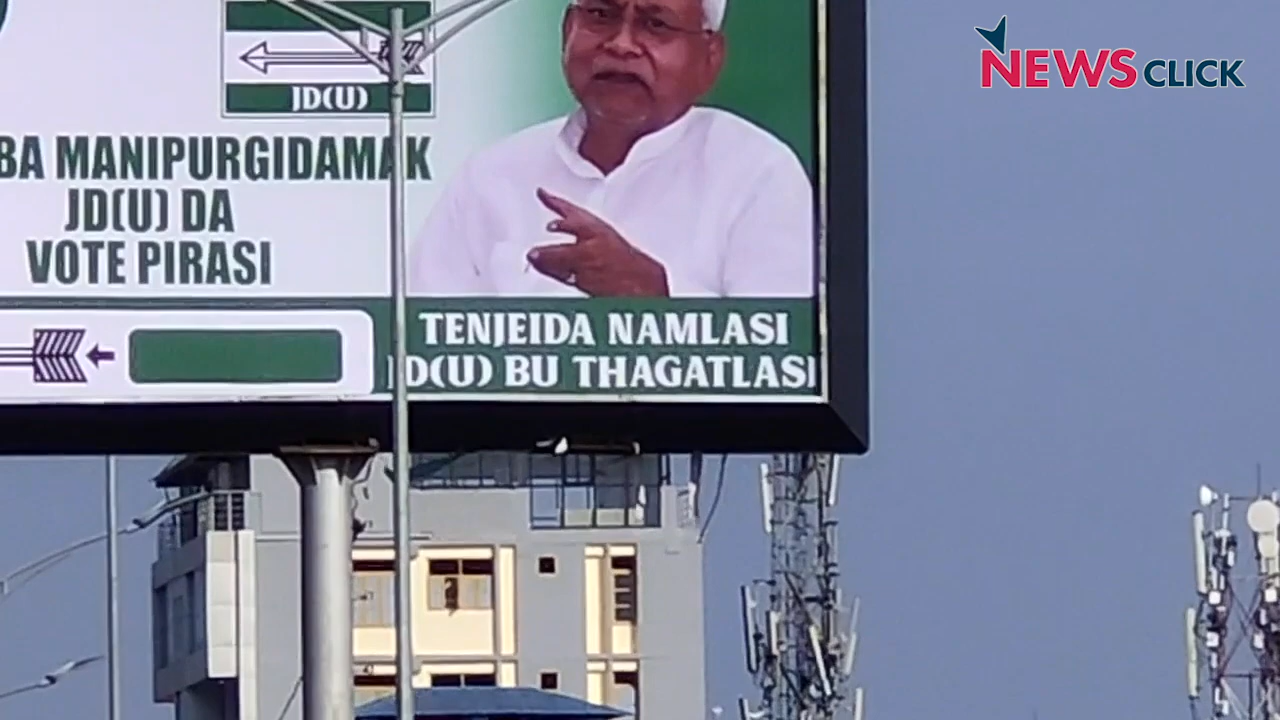 NEWSCLICK
JD(U)
BA MANIPURGIDAMAK
JD(U) DA
VOTE PIRASI
TENJEIDA NAMLASI
JD(U) BU THAGATLASI